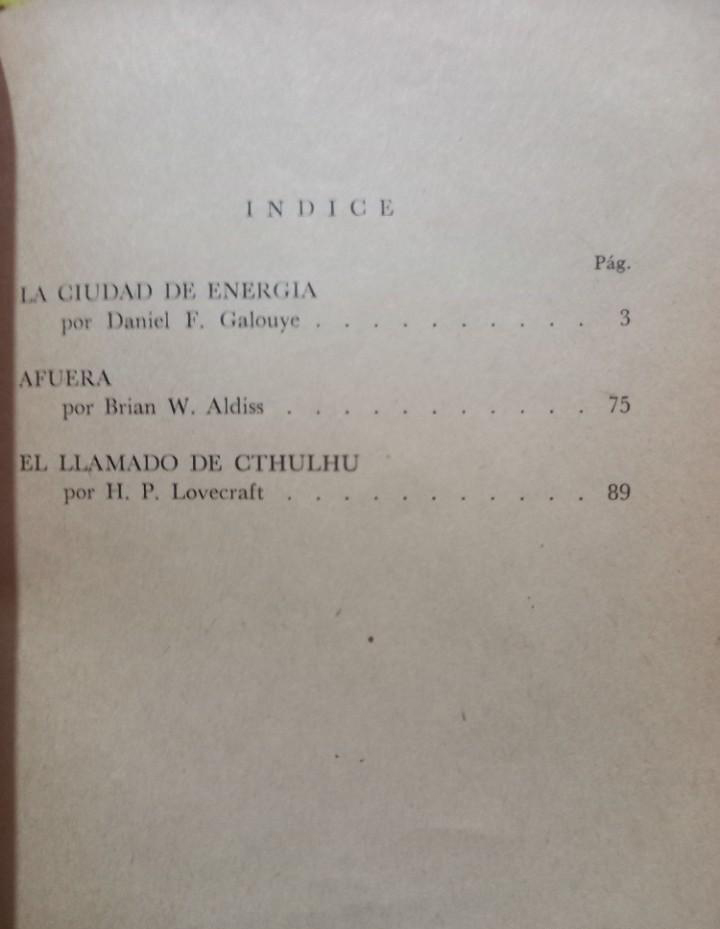 INDICE
Pág.
LA CIUDAD DE ENERGIA
por Daniel F. Galouye . . . . . . . . . . 3
AFUERA
por Brian W. Aldiss . . . . . . . . . . . 75
EL LLAMADO DE CTHULHU
por H. P. Lovecraft . . . . . . . . . . . 89